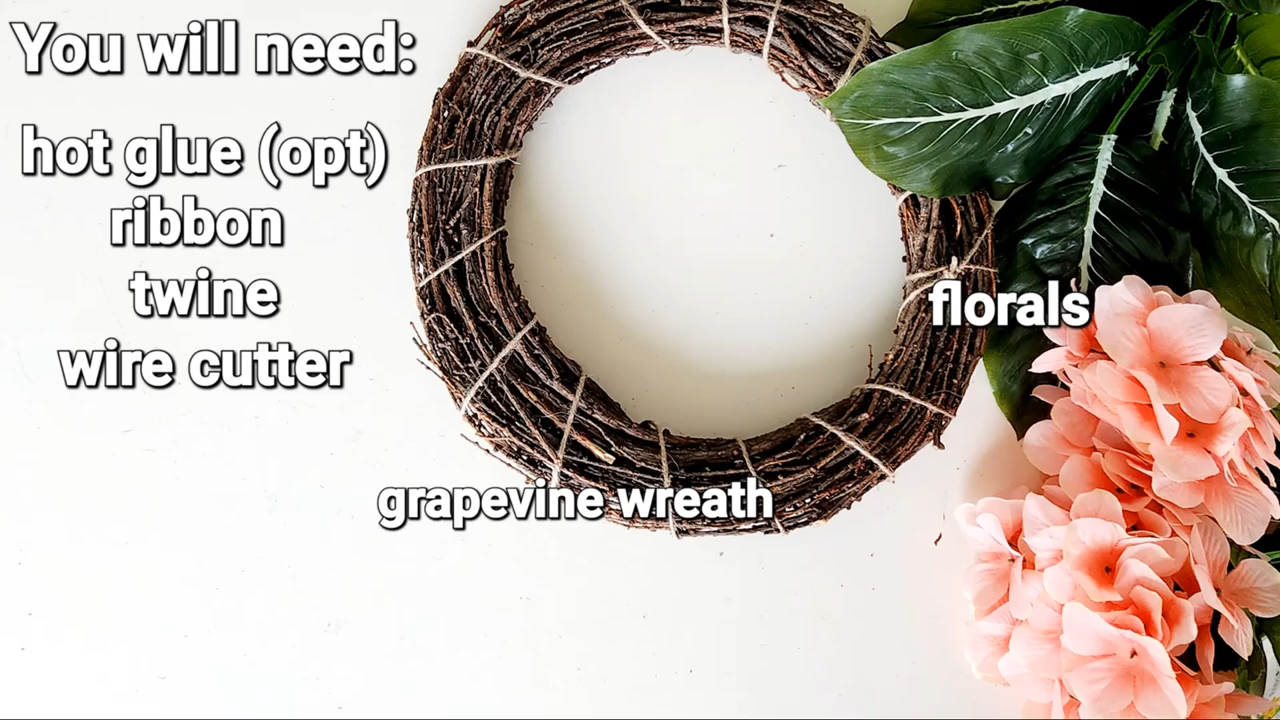 You will need:
hot glue (opt)
ribbon
twine
wire cutter
florals
grapevine wreath